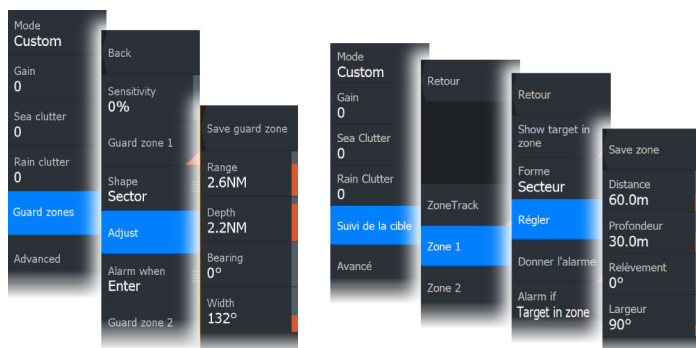 Mode
Custom
Gain
0
Sea clutter
0
Rain clutter
0
Guard zones
Advanced
Back
Sensitivity
0%
Guard zone 1
Shape
Sector
Adjust
Alarm when
Enter
Guard zone 2
Save guard zone
Range
2.6NM
Depth
2.2NM
Bearing
0°
Width
132°
Mode
Custom
Gain
0
Sea Clutter
0
Rain Clutter
0
Suivi de la cible
Avancé
Retour
ZoneTrack
Zone 1
Zone 2
Retour
Show target in
zone
Forme
Secteur
Régler
Donner l'alarme
Alarm if
Target in zone
Save zone
Distance
60.0m
Profondeur
30.0m
Relèvement
0°
Largeur
90°